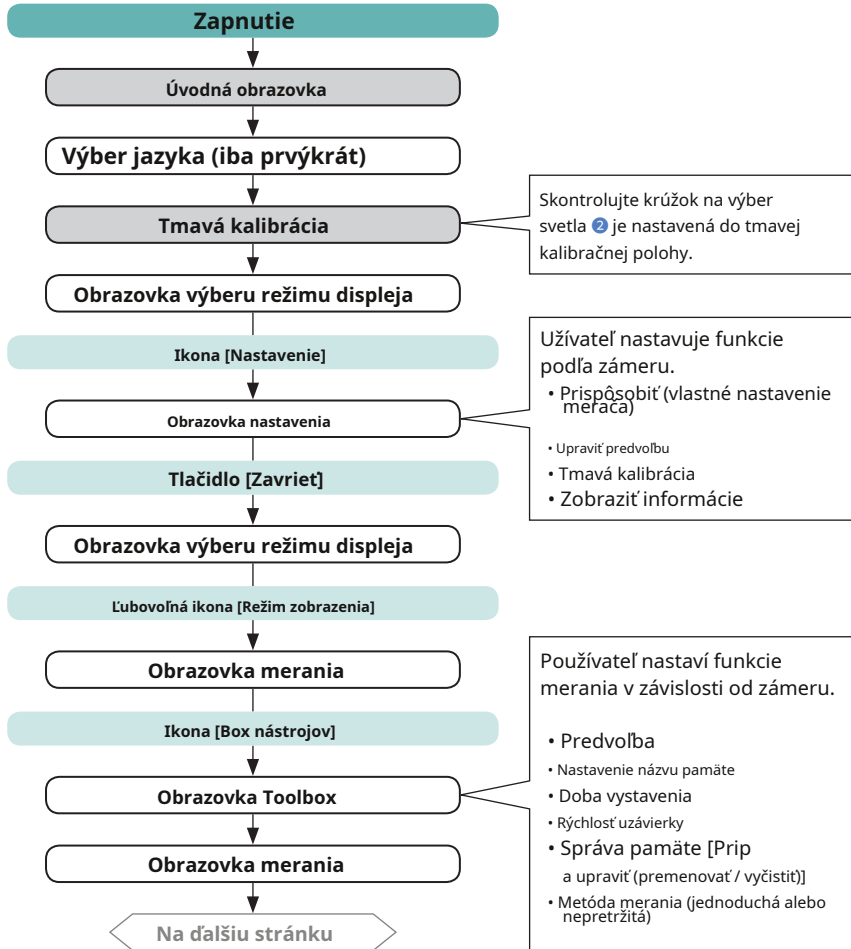 Zapnutie
Úvodná obrazovka
Výber jazyka (iba prvýkrát)
Tmavá kalibrácia
Skontrolujte krúžok na výber
svetla 2 je nastavená do tmavej
kalibračnej polohy.
Obrazovka výberu režimu displeja
Ikona [Nastavenie]
Obrazovka nastavenia
Užívateľ nastavuje funkcie
podľa zámeru.
• Prispôsobiť (vlastné nastavenie
merača)
• Upraviť predvoľbu
• Tmavá kalibrácia
• Zobraziť informácie
Tlačidlo [Zavrieť]
Obrazovka výberu režimu displeja
Ľubovoľná ikona [Režim zobrazenia]
Obrazovka merania
Ikona [Box nástrojov]
Obrazovka Toolbox
Používateľ nastaví funkcie
merania v závislosti od zámeru.
• Predvoľba
• Nastavenie názvu pamäte
• Doba vystavenia
• Rýchlosť uzávierky
• Správa pamäte [Prip
a upraviť (premenovať / vyčistiť)]
• Metóda merania (jednoduchá alebo
nepretržitá)
Obrazovka merania
Na ďalšiu stránku